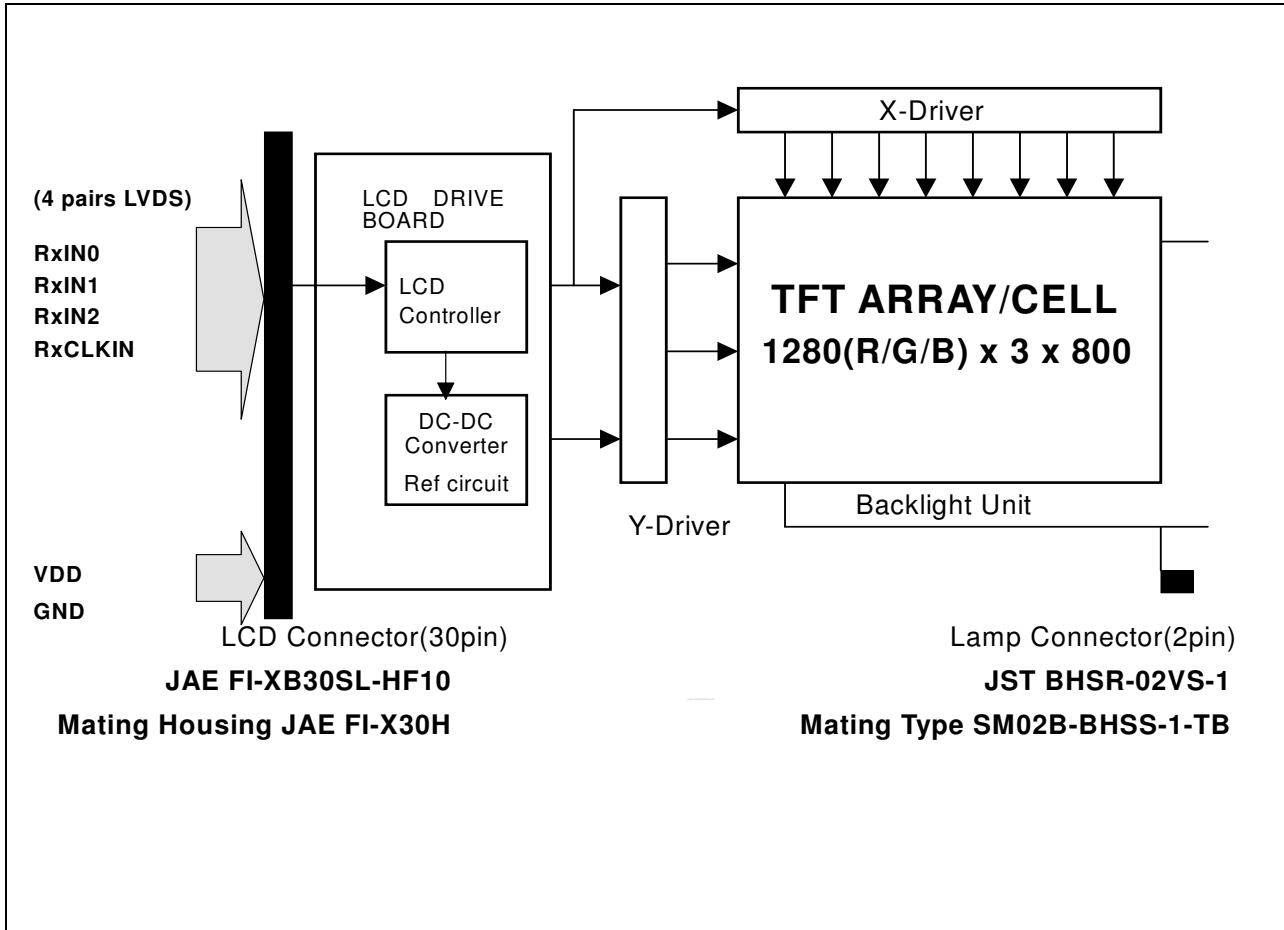 X-Driver
(4 pairs LVDS)
RxIN0
RxIN1
RxIN2
RxCLKIN
LCD DRIVE
BOARD
LCD
Controller
DC-DC
Converter
Ref circuit
TFT ARRAY/CELL
1280(R/G/B) x 3 x 800
Y-Driver
Backlight Unit
VDD
GND
LCD Connector(30pin)
JAE FI-XB30SL-HF10
Mating Housing JAE FI-X30H
Lamp Connector(2pin)
JST BHSR-02VS-1
Mating Type SM02B-BHSS-1-TB